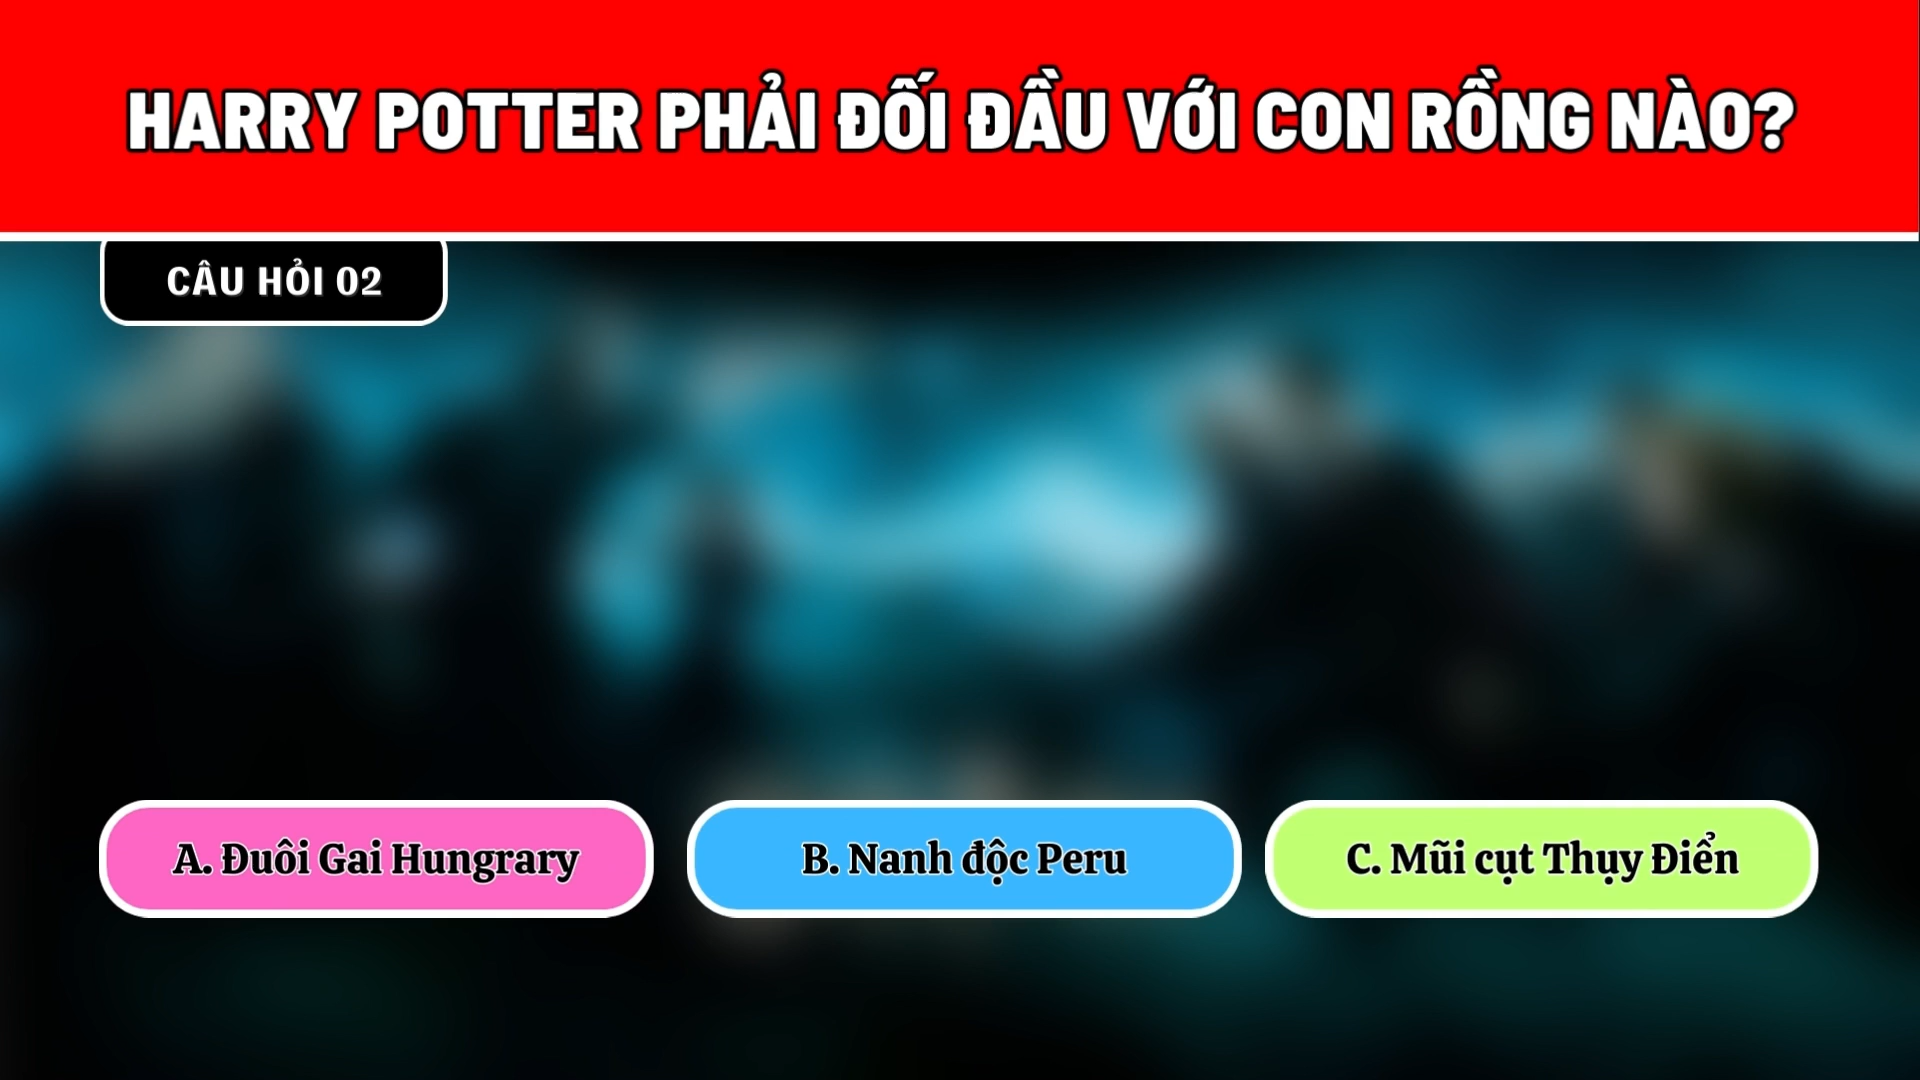 HARRY POTTER PHẢI ĐỐI ĐẦU VỚI CON RỒNG NÀO?
CÂU HỎI 02
A. Đuôi Gai Hungrary
B. Nanh độc Peru
C. Mũi cụt Thụy Điển